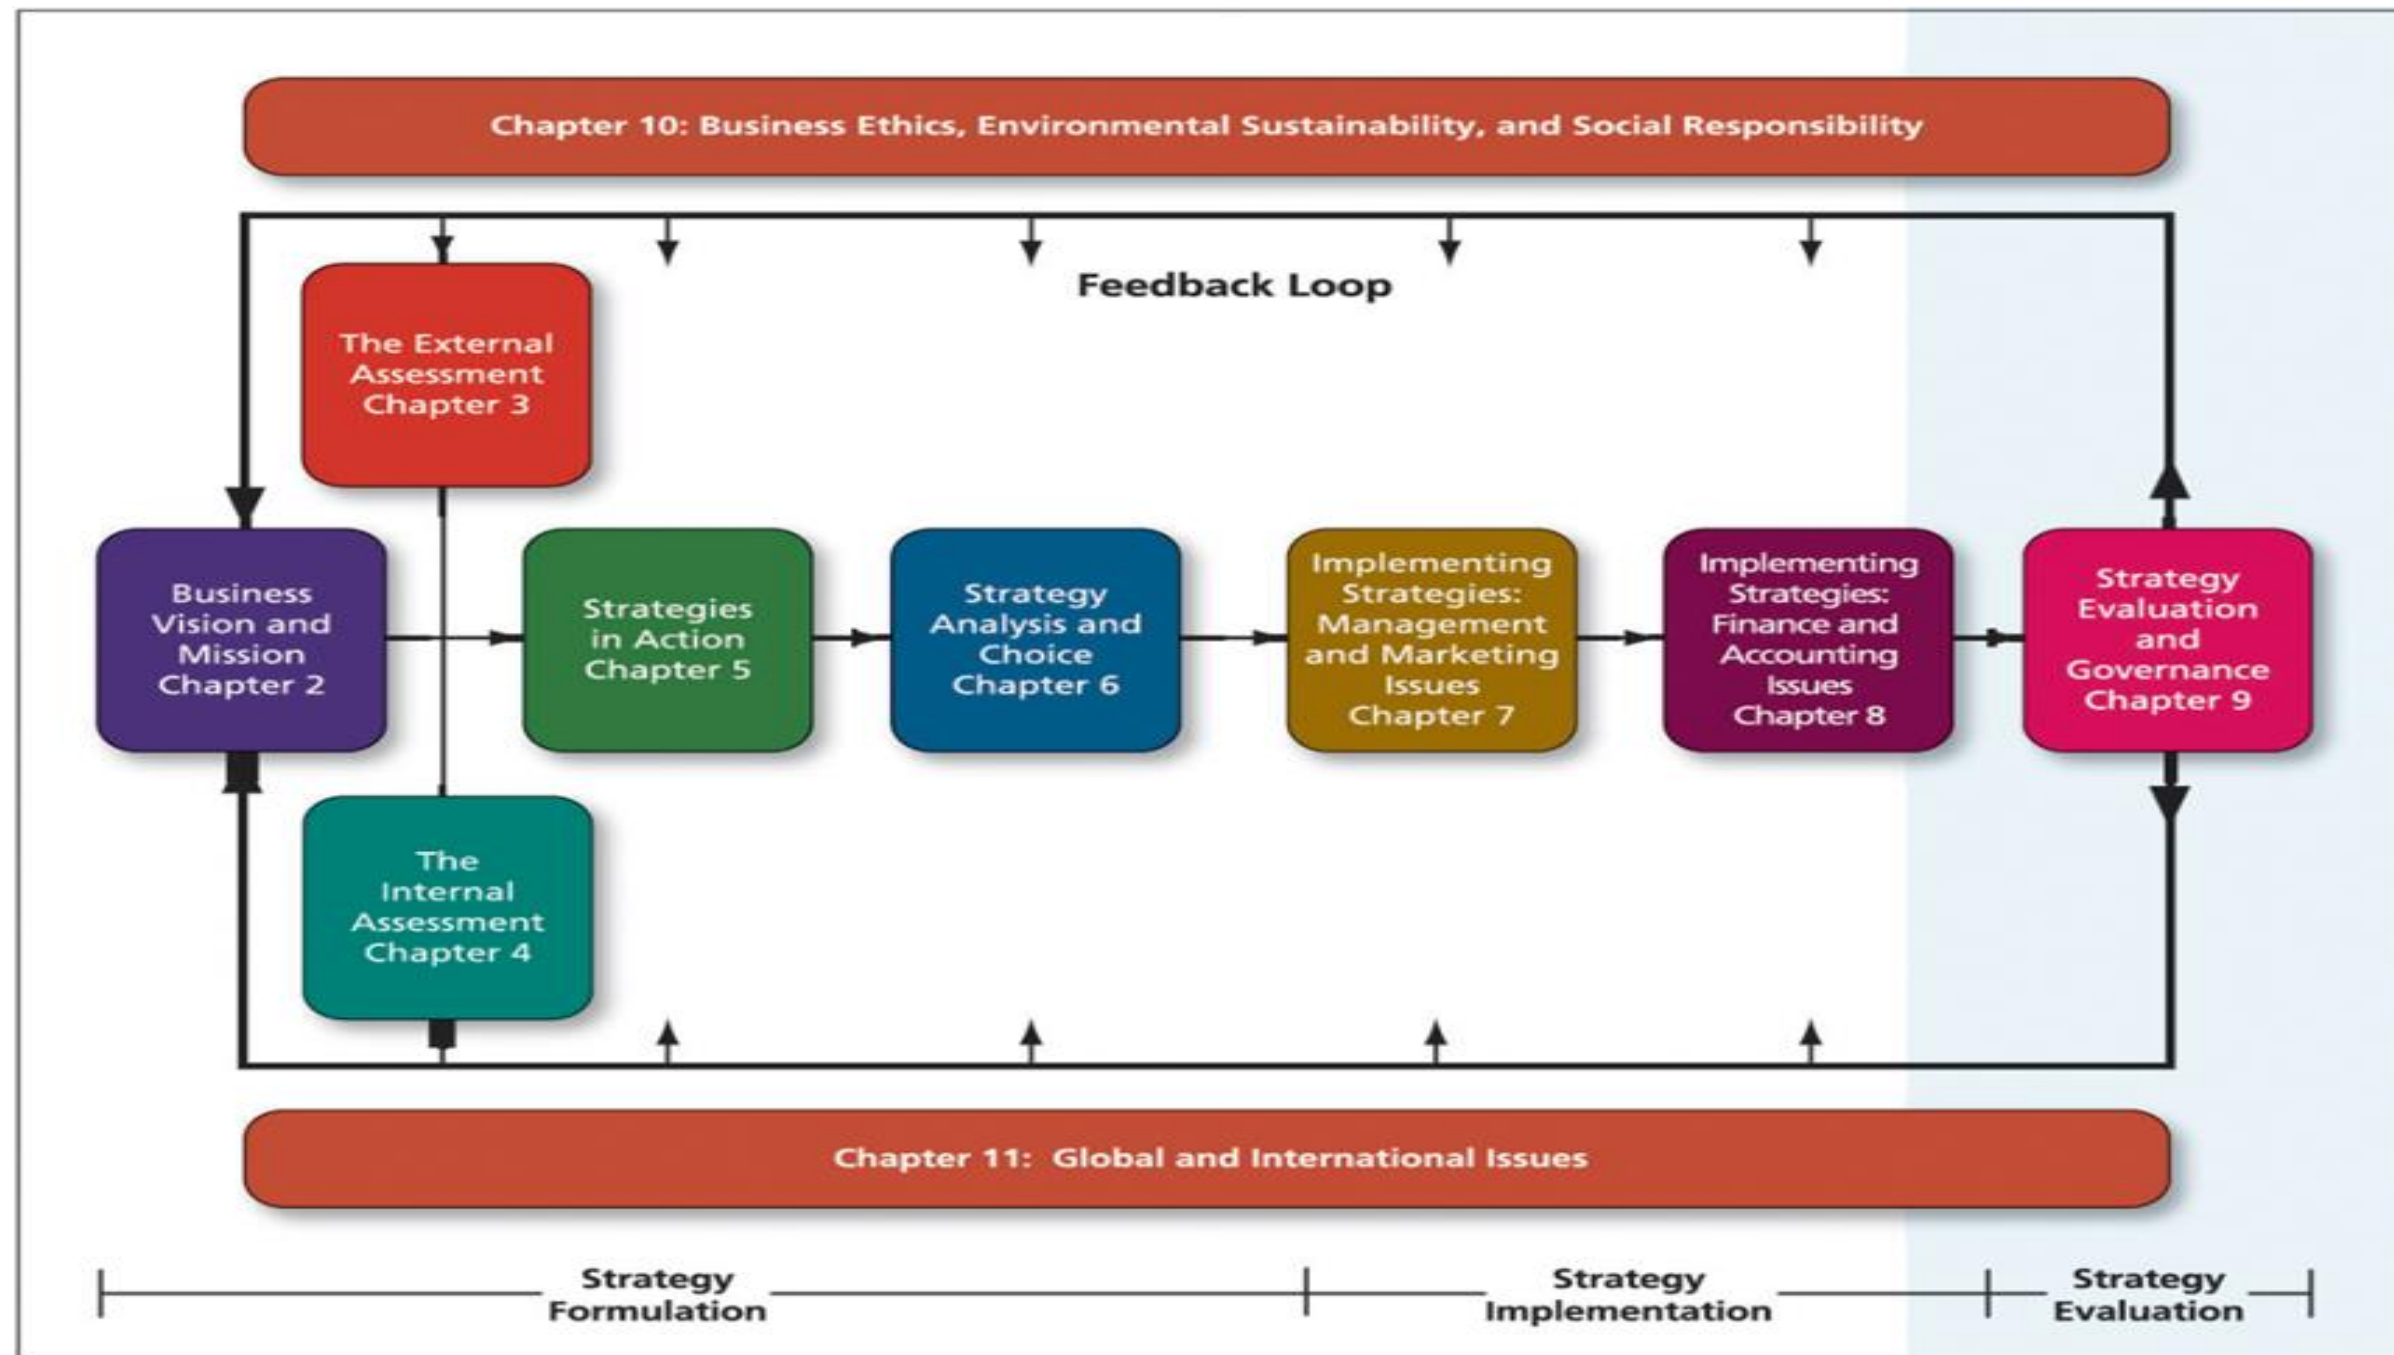 Chapter 10: Business Ethics, Environmental Sustainability, and Social Responsibility
Feedback Loop
The External
Assessment
Chapter 3
Business
Vision and
Mission
Chapter 2
Strategies
in Action
Chapter 5
Strategy
Analysis and
Choice
Chapter 6
Implementing
Strategies:
Management
and Marketing
Issues
Chapter 7
Implementing
Strategies:
Finance and
Accounting
Issues
Chapter 8
Strategy
Evaluation
and
Governance
Chapter 9
The
Internal
Assessment
Chapter 4
Chapter 11: Global and International Issues
Strategy
Formulation
Strategy
Implementation
Strategy
Evaluation